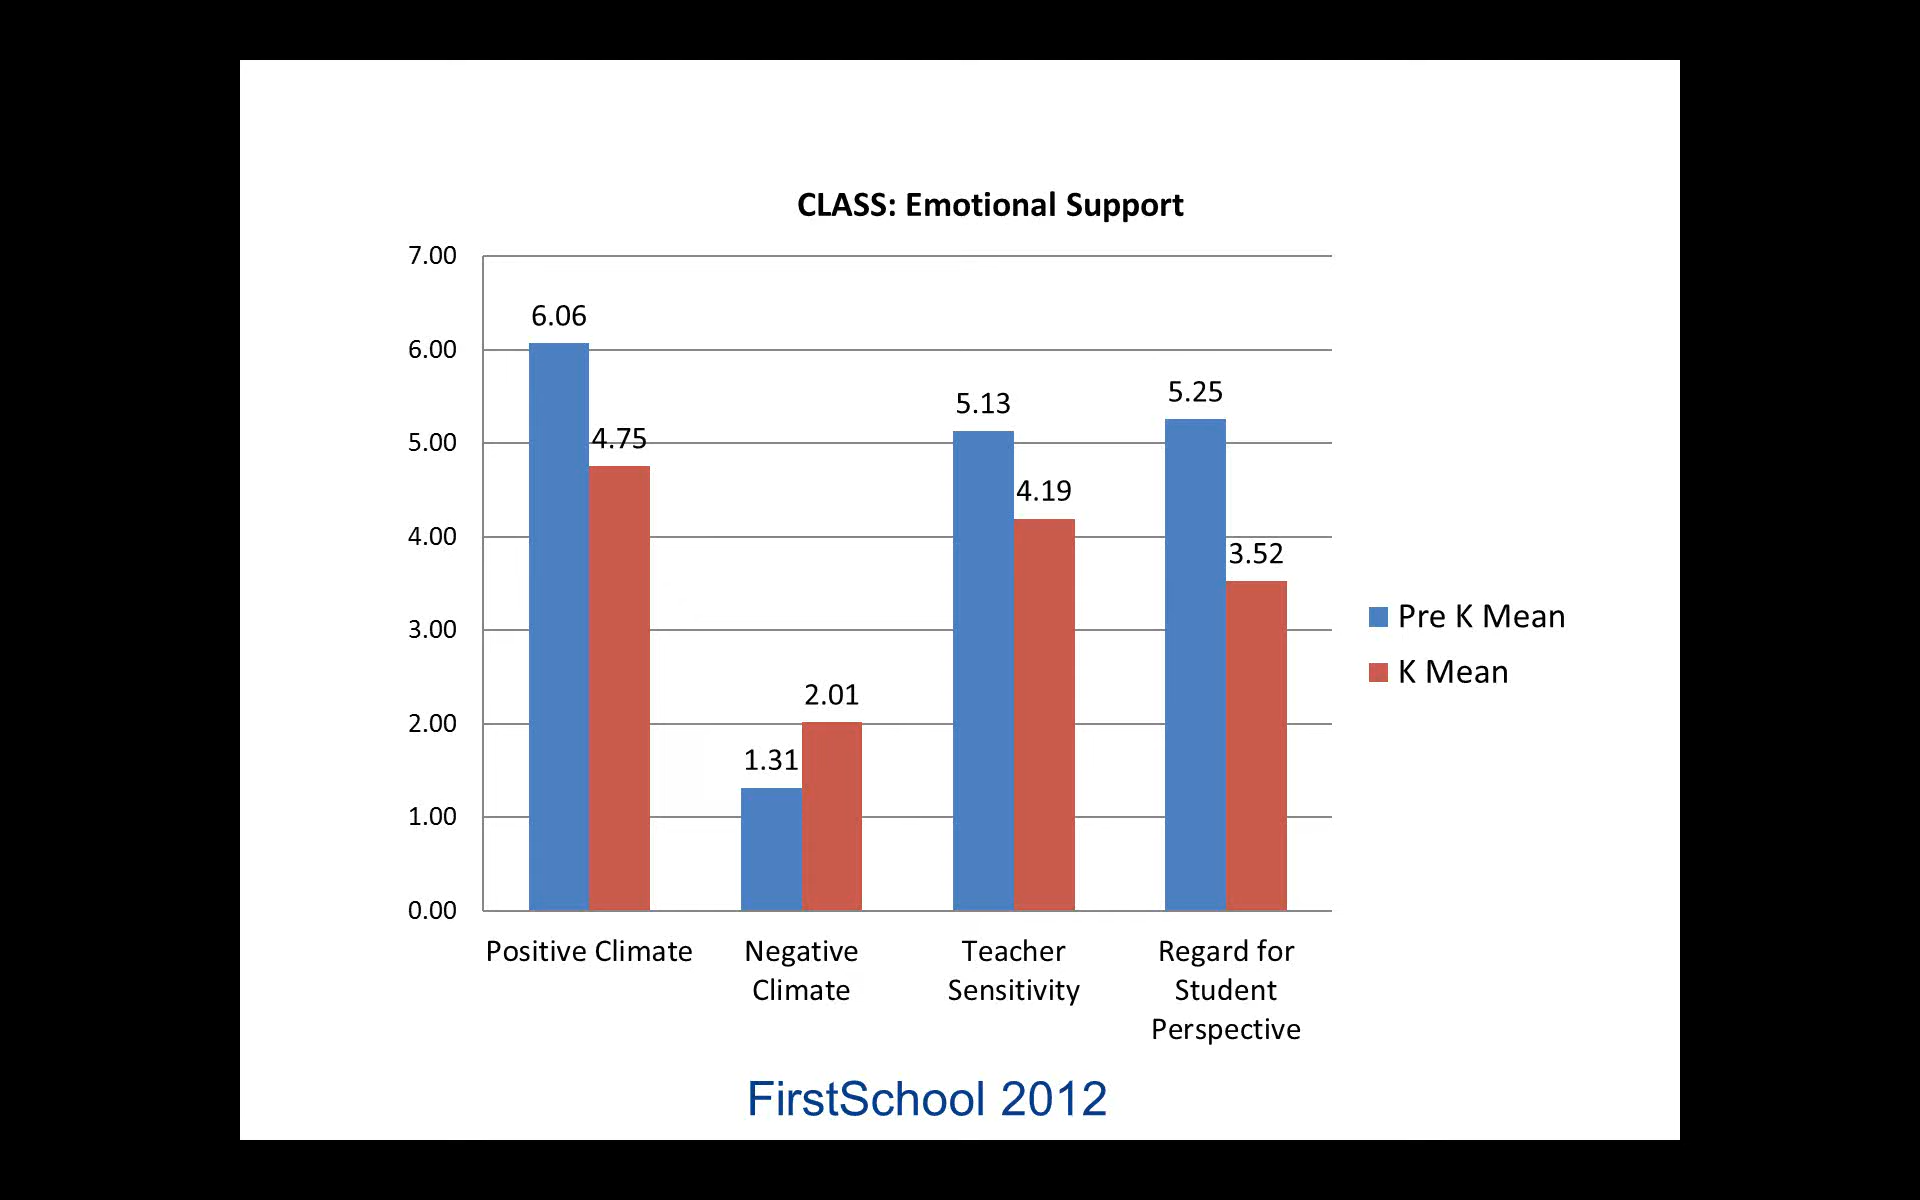 CLASS: Emotional Support
7.00
6.00
5.00
4.00
3.00
2.00
1.00
0.00
6.06
4.75
1.31
2.01
5.13
4.19
5.25
3.52
Positive Climate
Negative
Climate
Teacher
Sensitivity
Regard for
Student
Perspective
Pre K Mean
K Mean
FirstSchool 2012